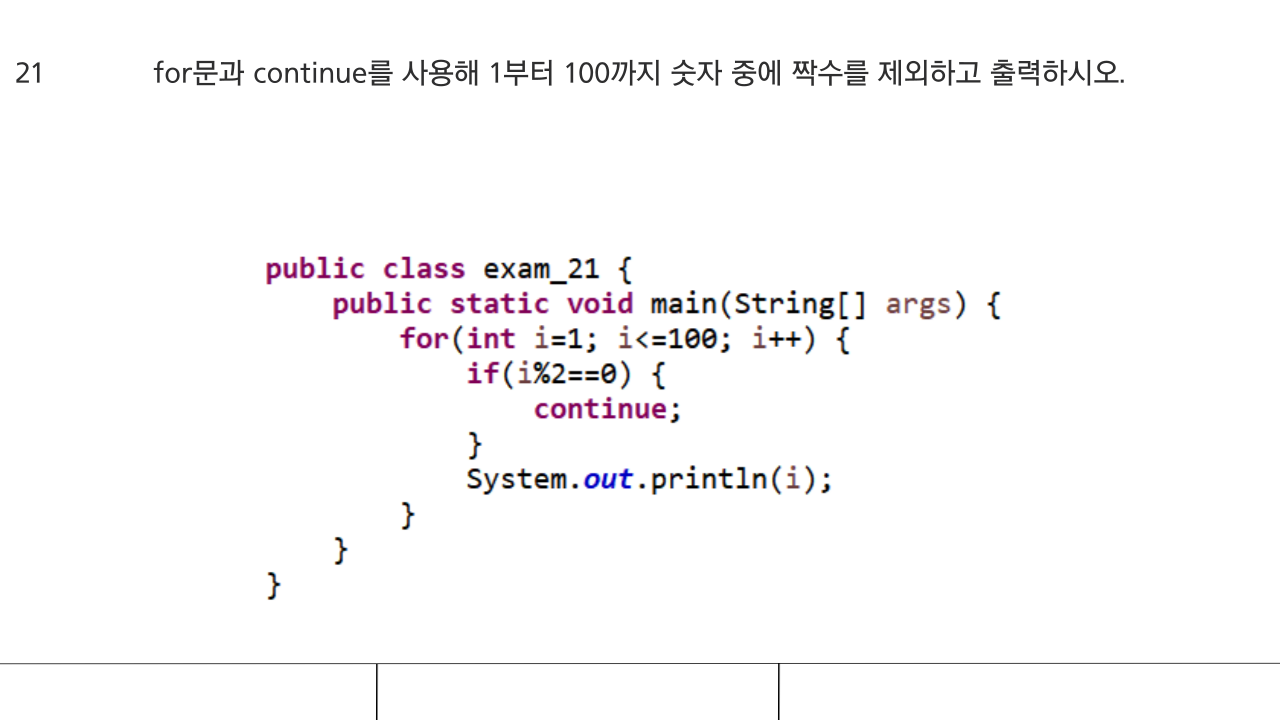 21 for문과 continue를 사용해 1부터 100까지 숫자 중에 짝수를 제외하고 출력하시오.
public class exam_21 {
    public static void main(String[] args) {
        for(int i=1; i<=100; i++) {
            if(i%2==0) {
                continue;
            }
            System.out.println(i);
        }
    }
}